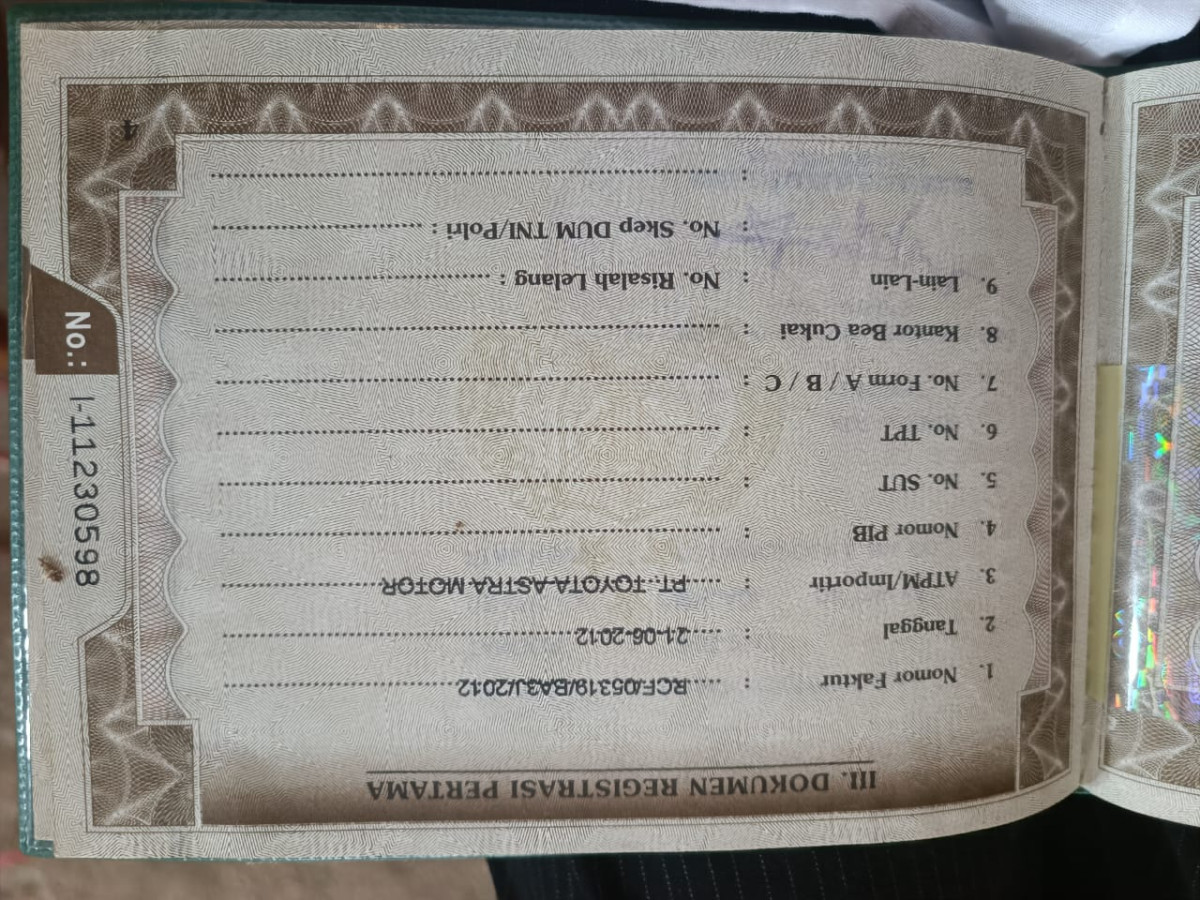 III. DOKUMEN REGISTRASI PERTAMA
1. Nomor Faktur : RCF/05319/BA3J/2012
2. Tanggal : 21-06-2012
3. ATPM/Importir : PT. TOYOTA ASTRA MOTOR
4. Nomor PIB :
5. No. SUT :
6. No. TPT :
7. No. Form A / B / C :
8. Kantor Bea Cukai :
9. Lain-Lain : No. Risalah Lelang :
: No. Skep DUM TNI/Polri :
:
4
No.: I-11230598